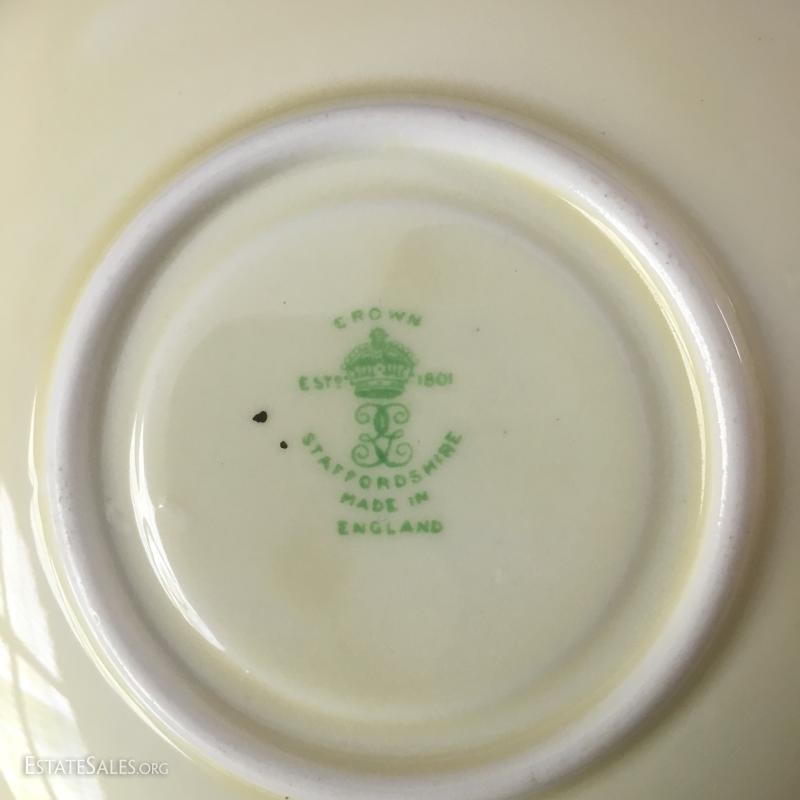 CROWN
ESTD 1801
STAFFORDSHIRE
MADE IN
ENGLAND
ESTATESALES.ORG